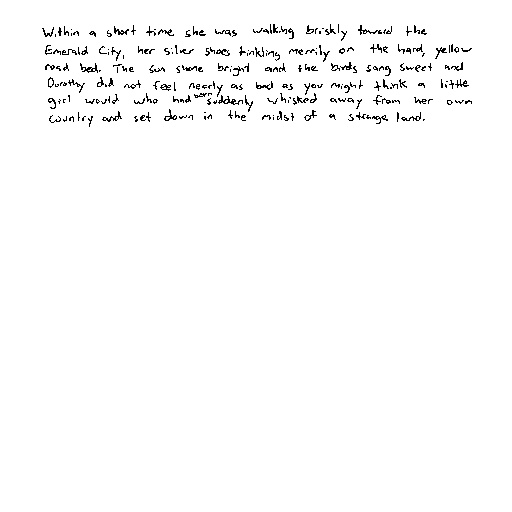 Within a short time she was walking briskly toward the
Emerald City, her silver shoes tinkling merrily on the hard, yellow
road bed. The sun shone bright and the birds sang sweet and
Dorothy did not feel nearly as bad as you might think a little
girl would who had been suddenly whisked away from her own
country and set down in the midst of a strange land.